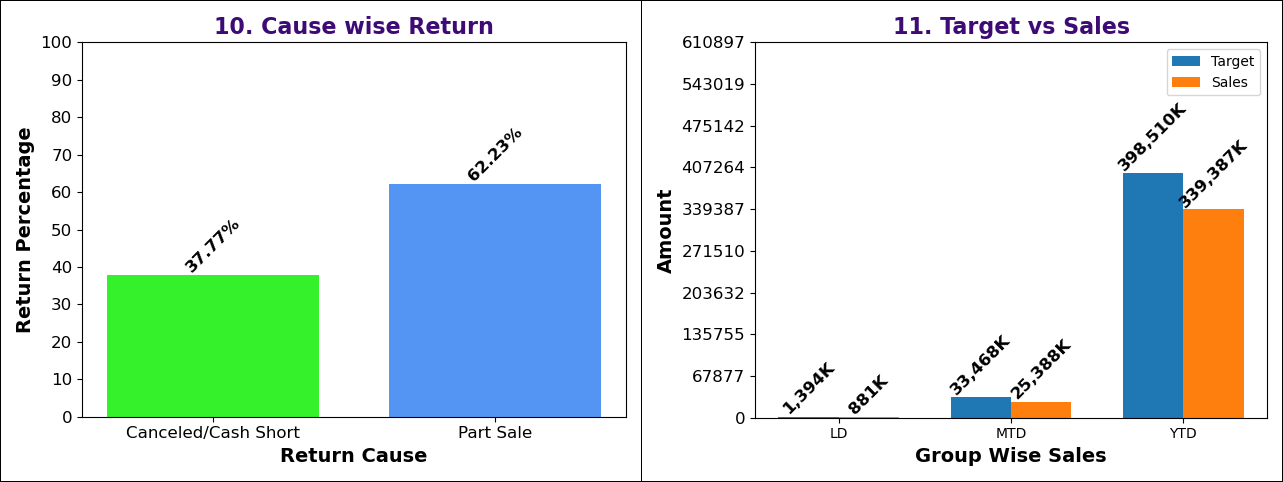 10. Cause wise Return
Return Percentage
100
90
80
70
60
50
40
30
20
10
0
37.77%
62.23%
Canceled/Cash Short
Part Sale
Return Cause
11. Target vs Sales
Amount
610897
543019
475142
407264
339387
271510
203632
135755
67877
0
Target
Sales
1,394K
881K
33,468K
25,388K
398,510K
339,387K
LD
MTD
YTD
Group Wise Sales